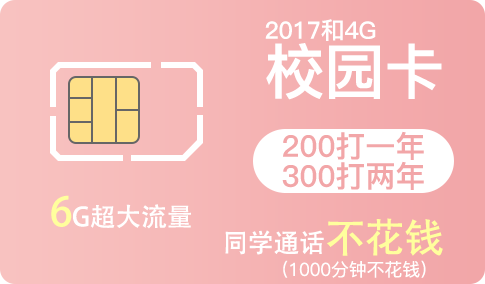 2017和4G
校园卡
200打一年
300打两年
6G超大流量
同学通话不花钱
（1000分钟不花钱）